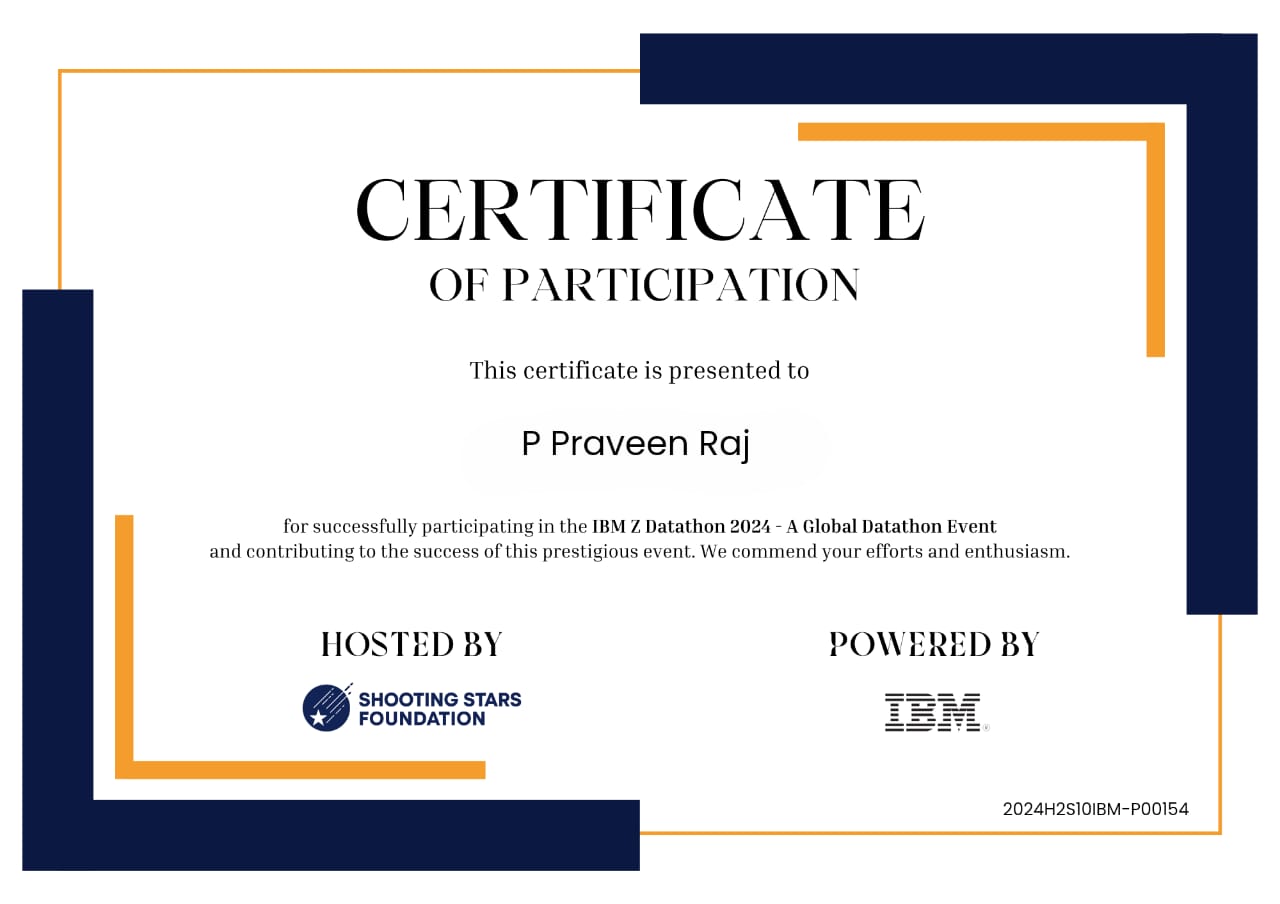 CERTIFICATE
OF PARTICIPATION
This certificate is presented to
P Praveen Raj
for successfully participating in the IBM Z Datathon 2024 - A Global Datathon Event
and contributing to the success of this prestigious event. We commend your efforts and enthusiasm.
HOSTED BY
SHOOTING STARS
FOUNDATION
POWERED BY
IBM®
2024H2S10IBM-P00154